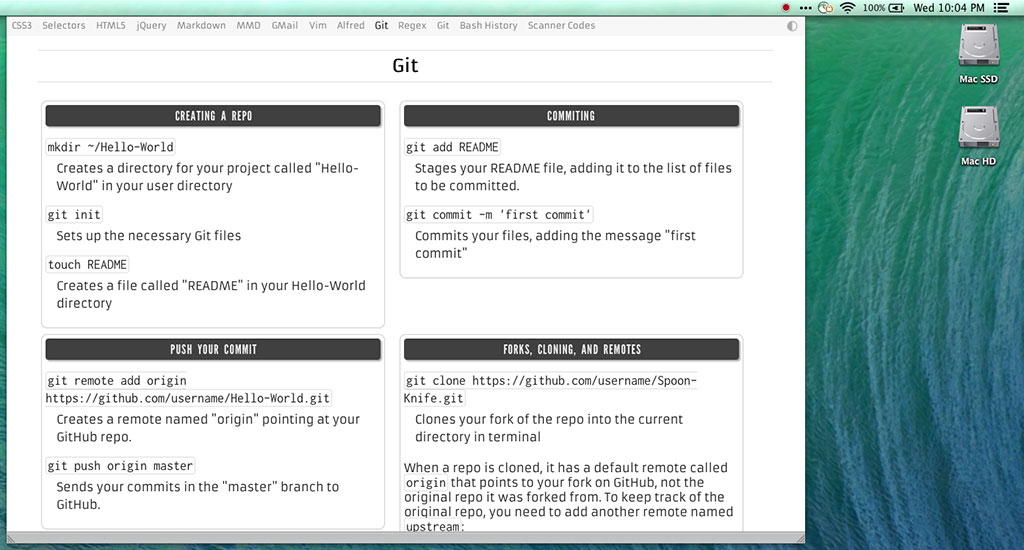 100% Wed 10:04 PM
CSS3 Selectors HTML5 jQuery Markdown MMD GMail Vim Alfred Git Regex Git Bash History Scanner Codes
Mac SSD
Mac HD
Git
CREATING A REPO
mkdir ~/Hello-World
Creates a directory for your project called "Hello-
World" in your user directory
git init
Sets up the necessary Git files
touch README
Creates a file called "README" in your Hello-World
directory
COMMITING
git add README
Stages your README file, adding it to the list of files
to be committed.
git commit -m 'first commit'
Commits your files, adding the message "first
commit"
PUSH YOUR COMMIT
git remote add origin
https://github.com/username/Hello-World.git
Creates a remote named "origin" pointing at your
GitHub repo.
git push origin master
Sends your commits in the "master" branch to
GitHub.
FORKS, CLONING, AND REMOTES
git clone https://github.com/username/Spoon-
Knife.git
Clones your fork of the repo into the current
directory in terminal
When a repo is cloned, it has a default remote called
origin that points to your fork on GitHub, not the
original repo it was forked from. To keep track of the
original repo, you need to add another remote named
upstream: